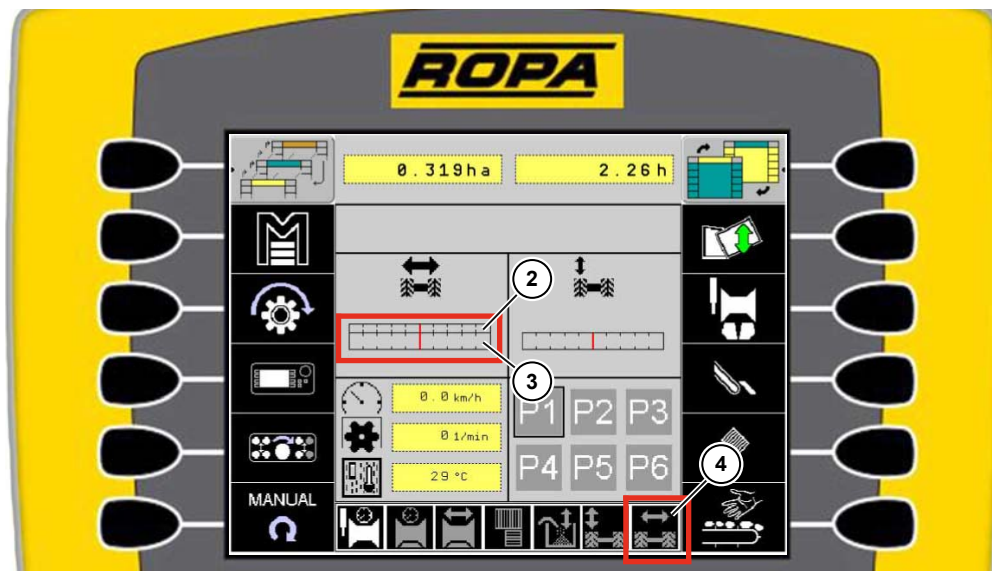 ROPA
0.319ha
2.26h
2
3
0.0 km/h
P1 P2 P3
0 1/min
4
29 °C
P4 P5 P6
MANUAL